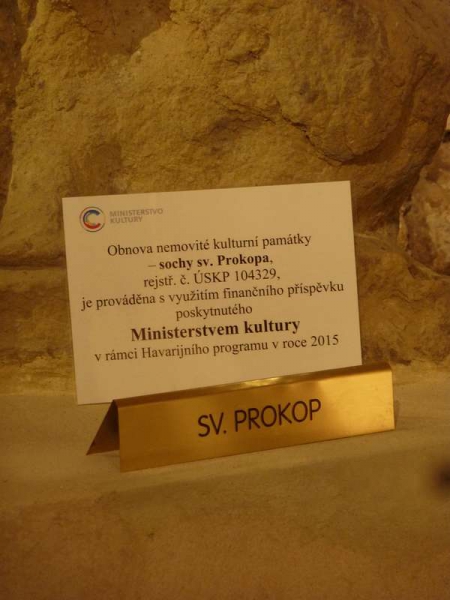 MINISTERSTVO
KULTURY
Obnova nemovité kulturní památky
– sochy sv. Prokopa,
rejstř. č. ÚSKP 104329,
je prováděna s využitím finančního příspěvku
poskytnutého
Ministerstvem kultury
v rámci Havarijního programu v roce 2015
SV. PROKOP